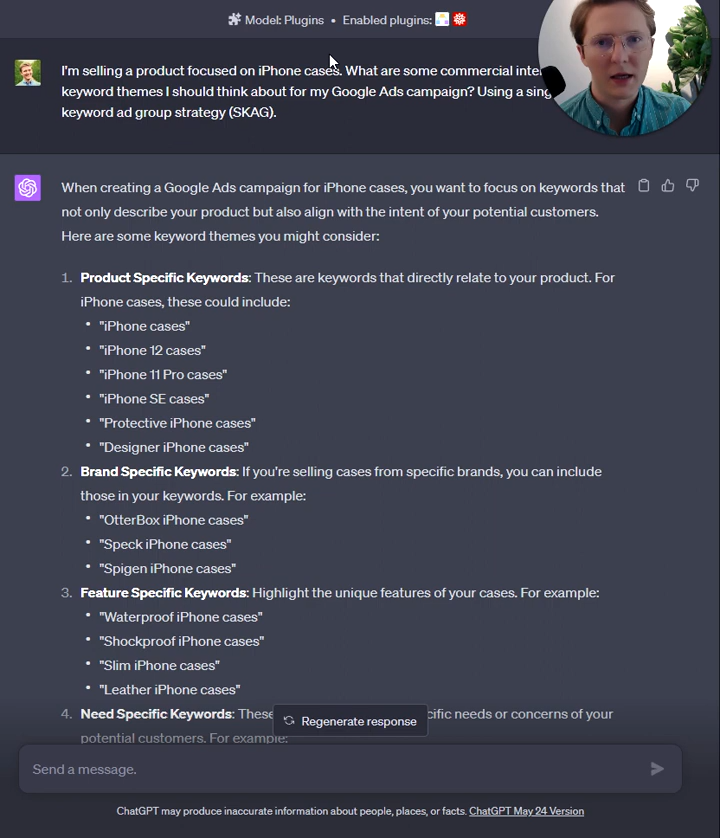 Model: Plugins • Enabled plugins:
I'm selling a product focused on iPhone cases. What are some commercial
keyword themes I should think about for my Google Ads campaign? Using a
keyword ad group strategy (SKAG).
When creating a Google Ads campaign for iPhone cases, you want to focus on keywords that
not only describe your product but also align with the intent of your potential customers.
Here are some keyword themes you might consider:
1. Product Specific Keywords: These are keywords that directly relate to your product. For
iPhone cases, these could include:
• "iPhone cases"
• "iPhone 12 cases"
• "iPhone 11 Pro cases"
• "iPhone SE cases"
• "Protective iPhone cases"
• "Designer iPhone cases"
2. Brand Specific Keywords: If you're selling cases from specific brands, you can include
those in your keywords. For example:
• "OtterBox iPhone cases"
• "Speck iPhone cases"
• "Spigen iPhone cases"
3. Feature Specific Keywords: Highlight the unique features of your cases. For example:
• "Waterproof iPhone cases"
• "Shockproof iPhone cases"
• "Slim iPhone cases"
• "Leather iPhone cases"
4. Need Specific Keywords: These needs or concerns of your
potential customers. For example:
Regenerate response
Send a message.
ChatGPT may produce inaccurate information about people, places, or facts. ChatGPT May 24 Version